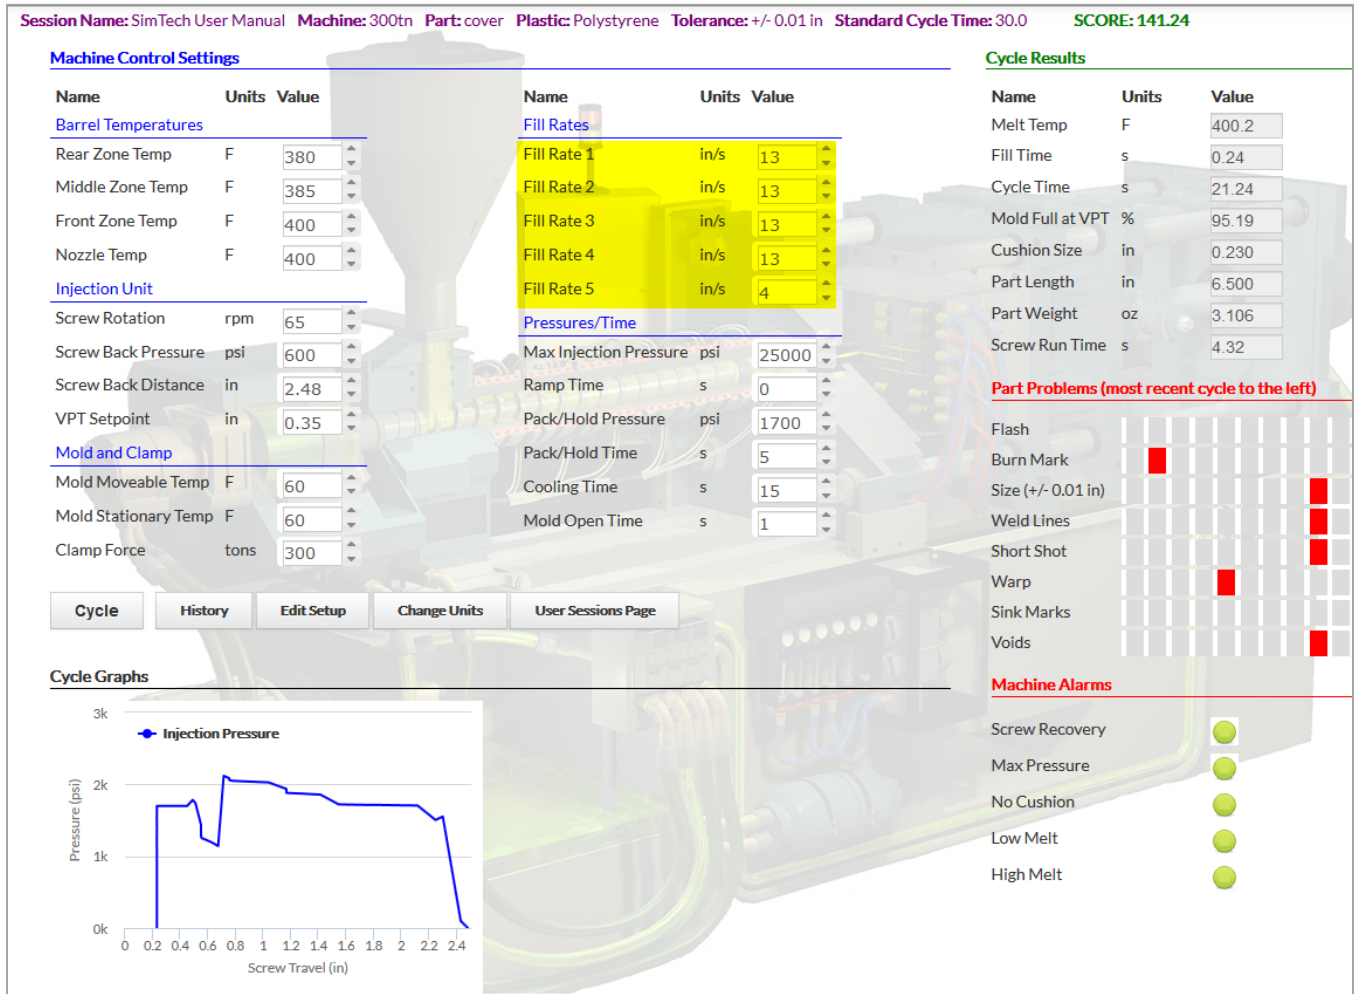 Session Name: SimTech User Manual Machine: 300tn Part: cover Plastic: Polystyrene Tolerance: +/- 0.01 in Standard Cycle Time: 30.0 SCORE: 141.24
Machine Control Settings
Name Units Value
Barrel Temperatures
Rear Zone Temp F 380
Middle Zone Temp F 385
Front Zone Temp F 400
Nozzle Temp F 400
Injection Unit
Screw Rotation rpm 65
Screw Back Pressure psi 600
Screw Back Distance in 2.48
VPT Setpoint in 0.35
Mold and Clamp
Mold Moveable Temp F 60
Mold Stationary Temp F 60
Clamp Force tons 300
Name Units Value
Fill Rates
Fill Rate 1 in/s 13
Fill Rate 2 in/s 13
Fill Rate 3 in/s 13
Fill Rate 4 in/s 13
Fill Rate 5 in/s 4
Pressures/Time
Max Injection Pressure psi 25000
Ramp Time s 0
Pack/Hold Pressure psi 1700
Pack/Hold Time s 5
Cooling Time s 15
Mold Open Time s 1
Cycle History Edit Setup Change Units User Sessions Page
Cycle Graphs
Injection Pressure
Pressure (psi)
3k
2k
1k
0k
0 0.2 0.4 0.6 0.8 1 1.2 1.4 1.6 1.8 2 2.2 2.4
Screw Travel (in)
Cycle Results
Name Units Value
Melt Temp F 400.2
Fill Time s 0.24
Cycle Time s 21.24
Mold Full at VPT % 95.19
Cushion Size in 0.230
Part Length in 6.500
Part Weight oz 3.106
Screw Run Time s 4.32
Part Problems (most recent cycle to the left)
Flash
Burn Mark
Size (+/- 0.01 in)
Weld Lines
Short Shot
Warp
Sink Marks
Voids
Machine Alarms
Screw Recovery
Max Pressure
No Cushion
Low Melt
High Melt